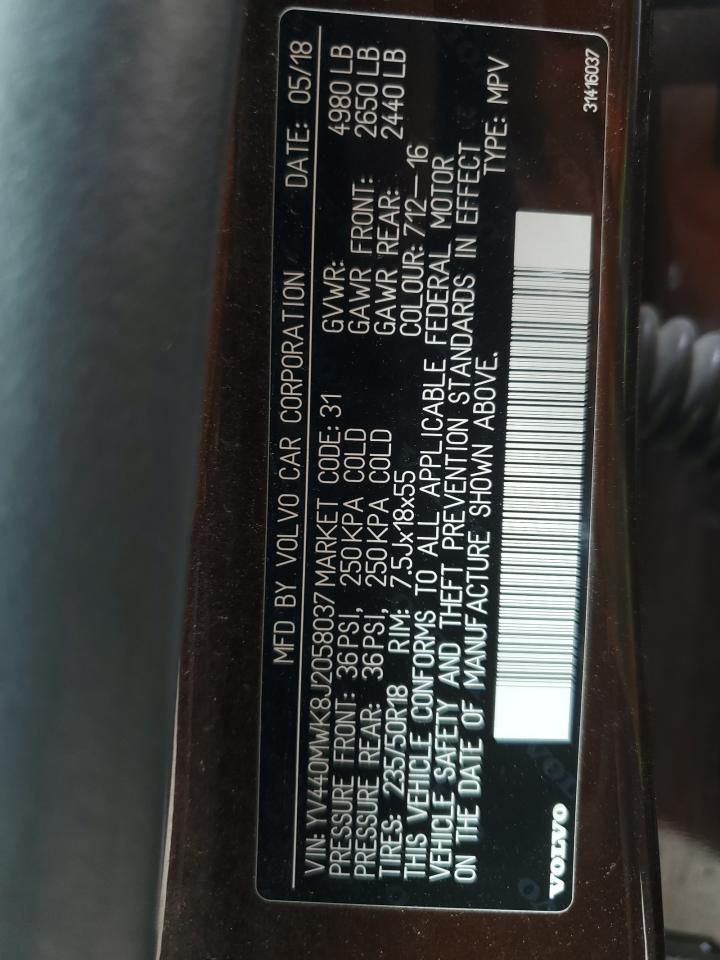 MFD BY VOLVO CAR CORPORATION DATE: 05/18
VIN: YV440MWK8J2058037 MARKET CODE: 31 GVWR: 4980 LB
PRESSURE FRONT: 36 PSI, 250 KPA COLD GAWR FRONT: 2650 LB
PRESSURE REAR: 36 PSI, 250 KPA COLD GAWR REAR: 2440 LB
TIRES: 235/50R18 RIM: 7.5Jx18x55 COLOUR: 712-16
THIS VEHICLE CONFORMS TO ALL APPLICABLE FEDERAL MOTOR
VEHICLE SAFETY AND THEFT PREVENTION STANDARDS IN EFFECT
ON THE DATE OF MANUFACTURE SHOWN ABOVE. TYPE: MPV
VOLVO 31416037